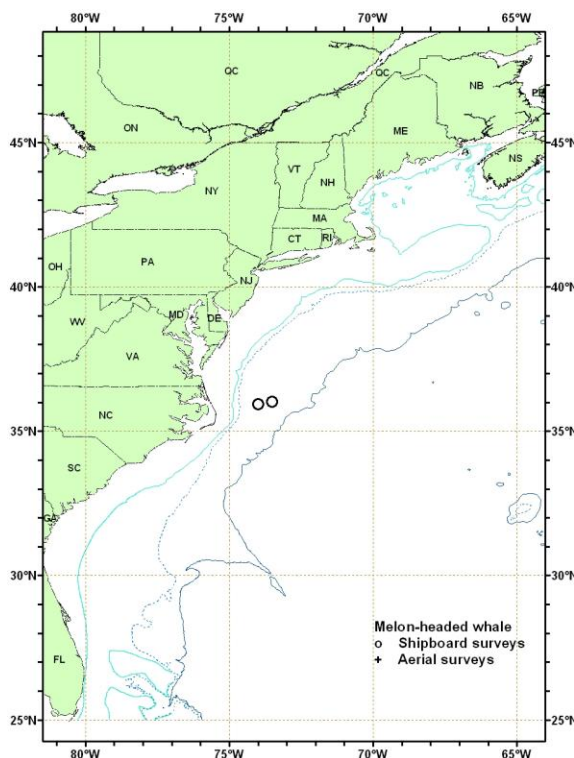 80°W 75°W 70°W 65°W
QC
QC
NB
PE
ON
ME
45°N 45°N
NS
VT
NH
NY
MA
CT RI
OH
PA
NJ
40°N 40°N
MD
DE
WV
VA
NC
35°N 35°N
SC
GA
30°N 30°N
Melon-headed whale
Shipboard surveys
FL
Aerial surveys
25°N 25°N
80°W 75°W 70°W 65°W